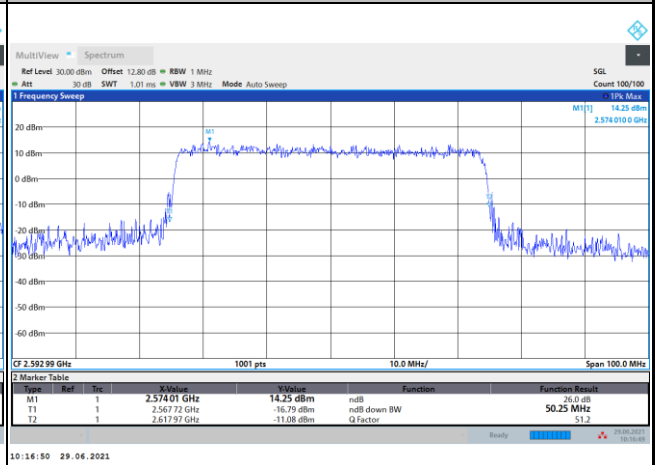 MultiView Spectrum
Ref Level 30.00 dBm Offset 12.80 dB RBW 1 MHz SGL
Att 30 dB SWT 1.01 ms VBW 3 MHz Mode Auto Sweep Count 100/100
1 Frequency Sweep 1Pk Max
M1[1] 14.25 dBm
2.574 010 0 GHz
M1
20 dBm
10 dBm
0 dBm
-10 dBm
-20 dBm
-30 dBm
-40 dBm
-50 dBm
-60 dBm
CF 2.592 99 GHz 1001 pts 10.0 MHz/ Span 100.0 MHz
2 Marker Table
Type Ref Trc X-Value Y-Value Function Function Result
M1 1 2.574 01 GHz 14.25 dBm ndB 26.0 dB
T1 1 2.567 72 GHz -16.79 dBm ndB down BW 50.25 MHz
T2 1 2.617 97 GHz -11.08 dBm Q Factor 51.2
Ready 29.06.2021
10:16:49
10:16:50 29.06.2021